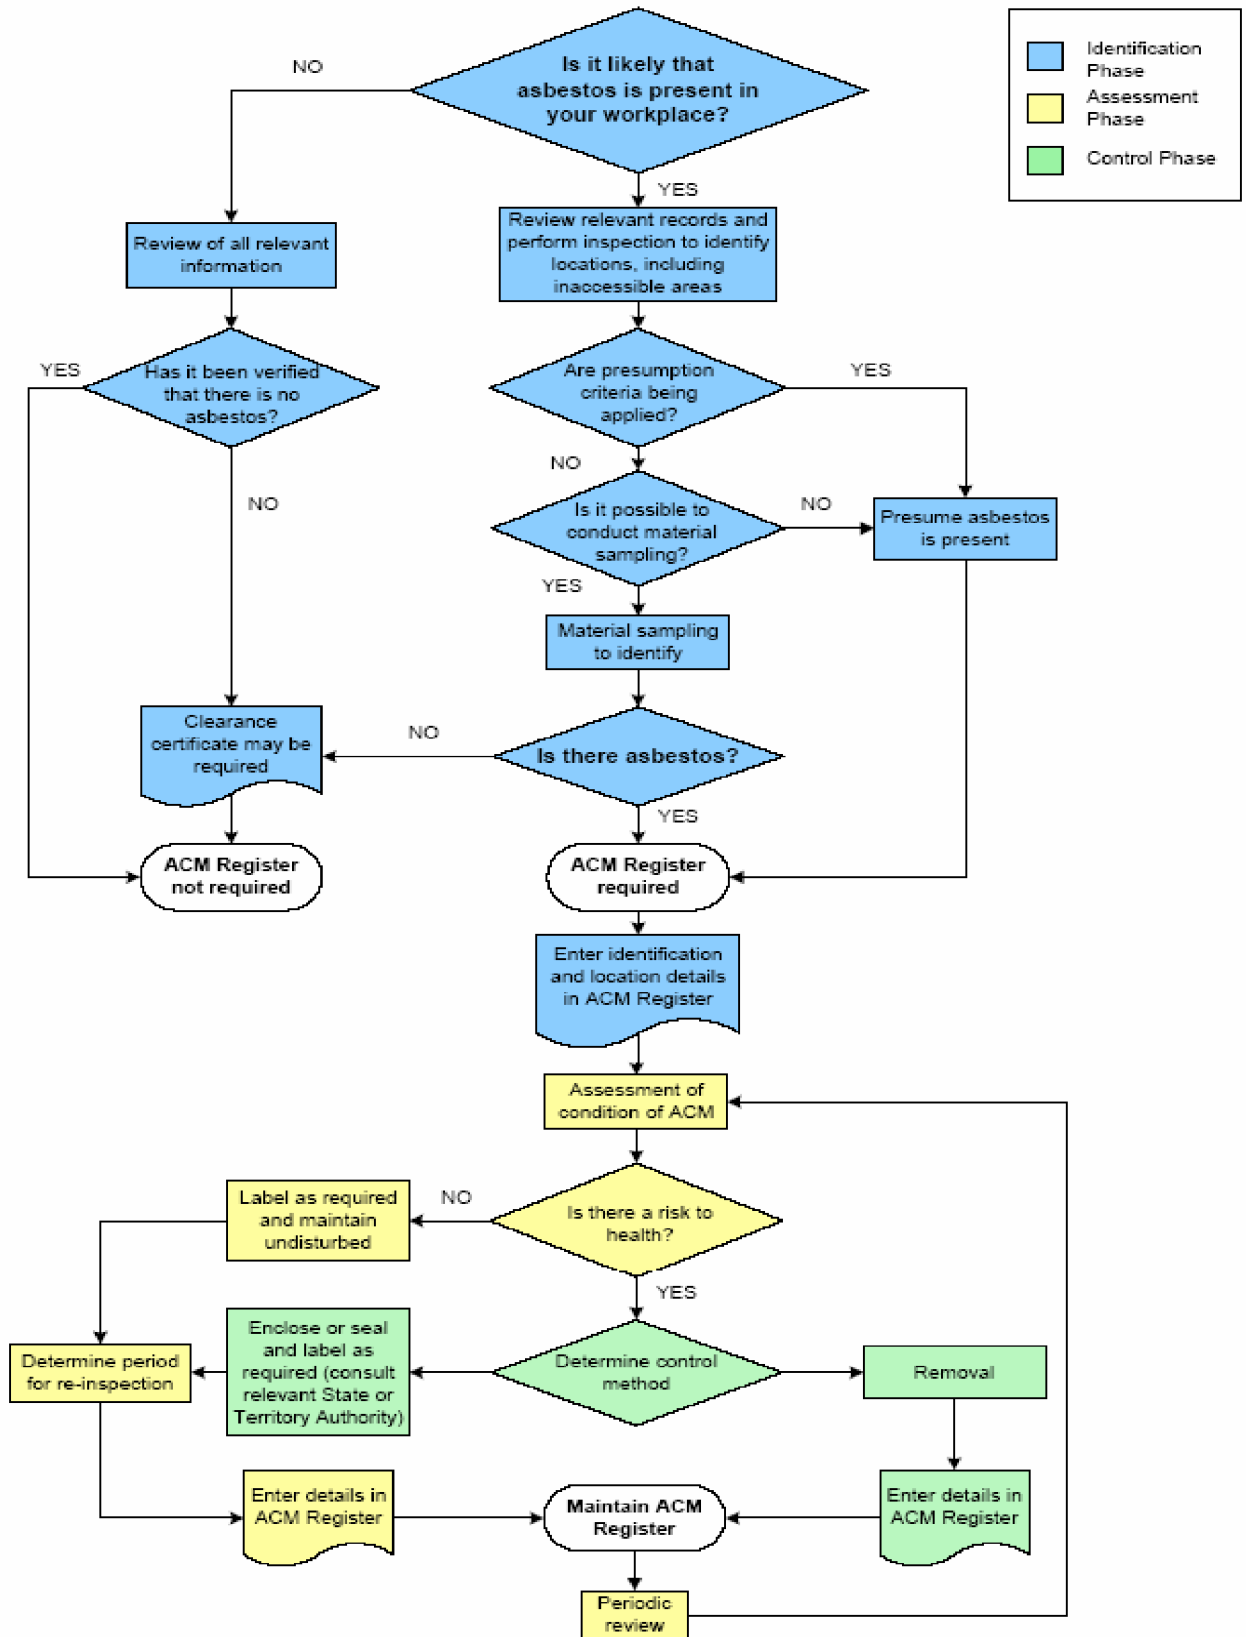 Is it likely that
asbestos is present in
your workplace?
NO
YES
Identification
Phase
Assessment
Phase
Control Phase
Review of all relevant
information
Review relevant records and
perform inspection to identify
locations, including
inaccessible areas
YES
Has it been verified
that there is no
asbestos?
NO
Are presumption
criteria being
applied?
YES
NO
Is it possible to
conduct material
sampling?
NO
Presume asbestos
is present
YES
Material sampling
to identify
Clearance
certificate may be
required
NO
Is there asbestos?
YES
ACM Register
not required
ACM Register
required
Enter identification
and location details
in ACM Register
Assessment of
condition of ACM
Label as required
and maintain
undisturbed
NO
Is there a risk to
health?
YES
Determine period
for re-inspection
Enclose or seal
and label as
required (consult
relevant State or
Territory Authority)
Determine control
method
Removal
Enter details in
ACM Register
Maintain ACM
Register
Enter details in
ACM Register
Periodic
review